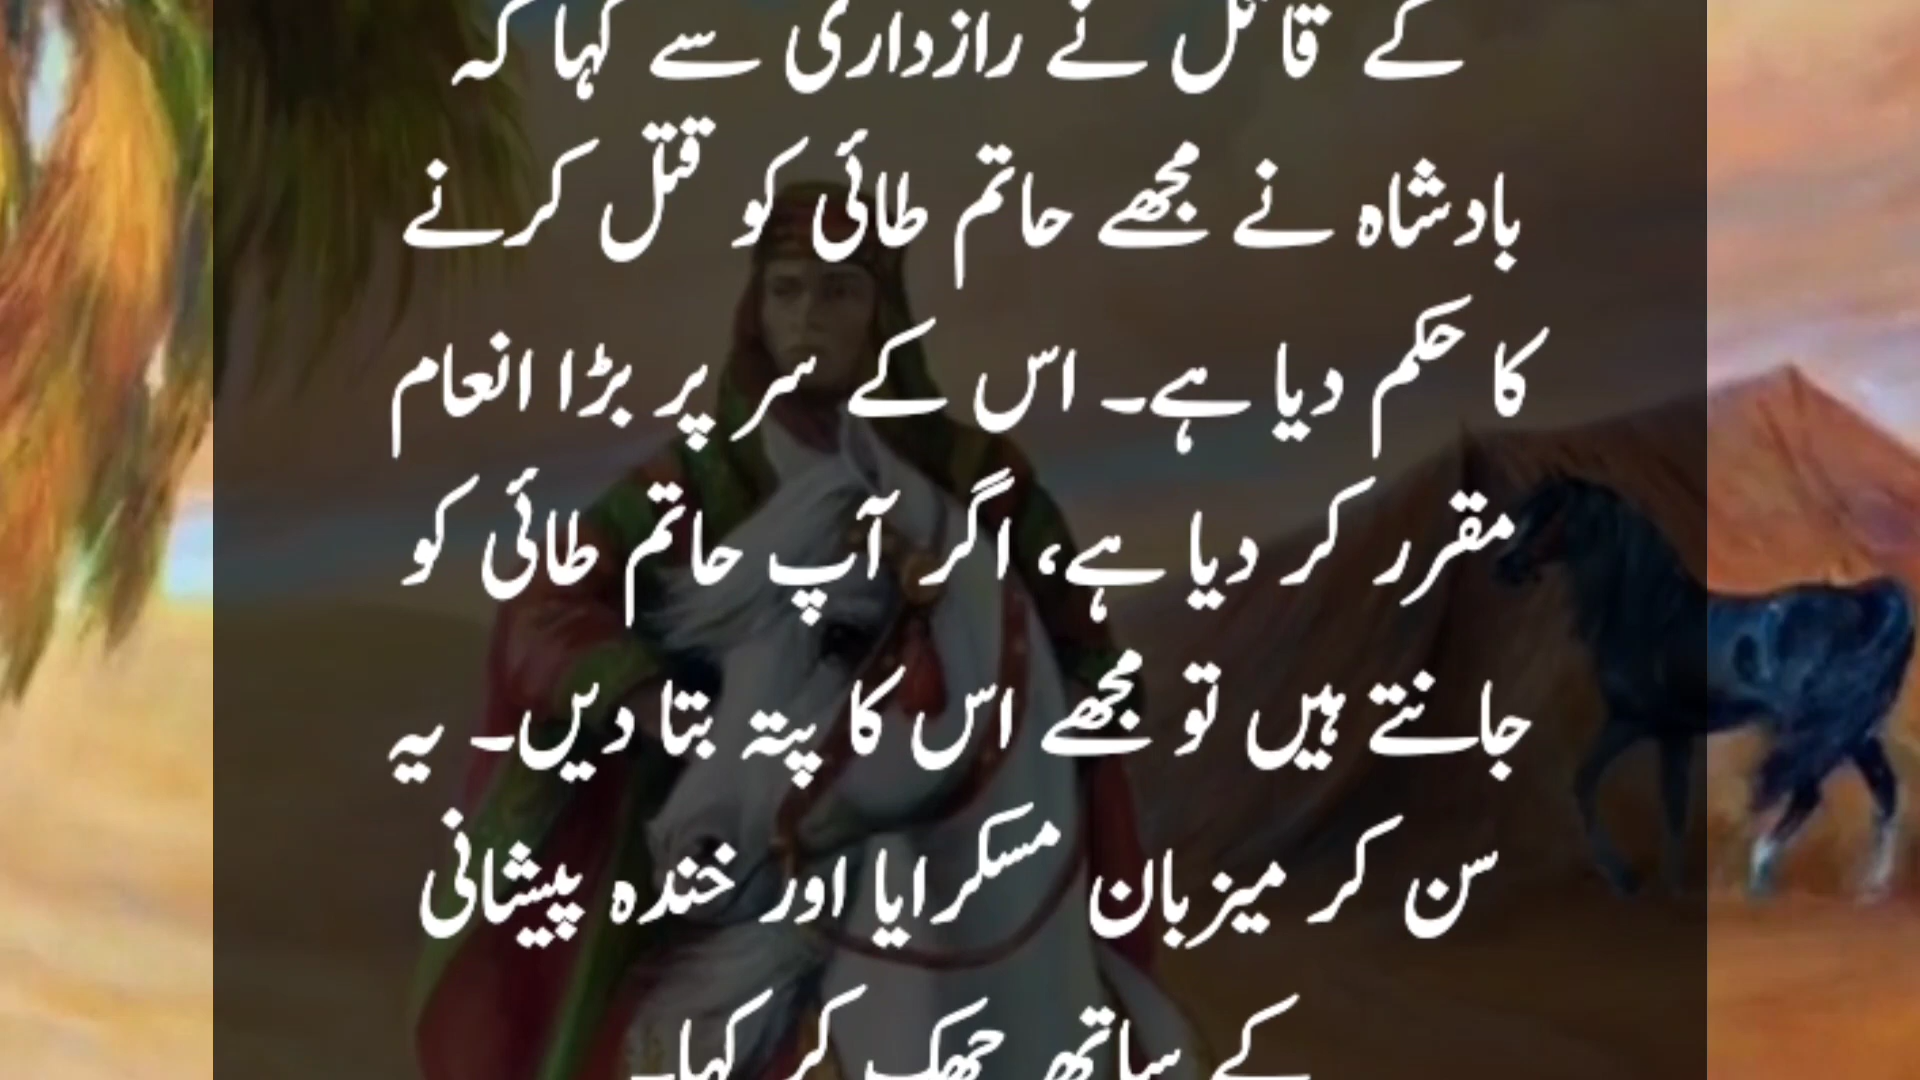 کے قاتل نے رازداری سے کہا کہ
بادشاہ نے مجھے حاتم طائی کو قتل کرنے
کا حکم دیا ہے۔ اس کے سر پر بڑا انعام
مقرر کر دیا ہے، اگر آپ حاتم طائی کو
جانتے ہیں تو مجھے اس کا پتہ بتا دیں۔ یہ
سن کر میزبان مسکرایا اور خندہ پیشانی
کے ساتھ جھک کر کہا۔